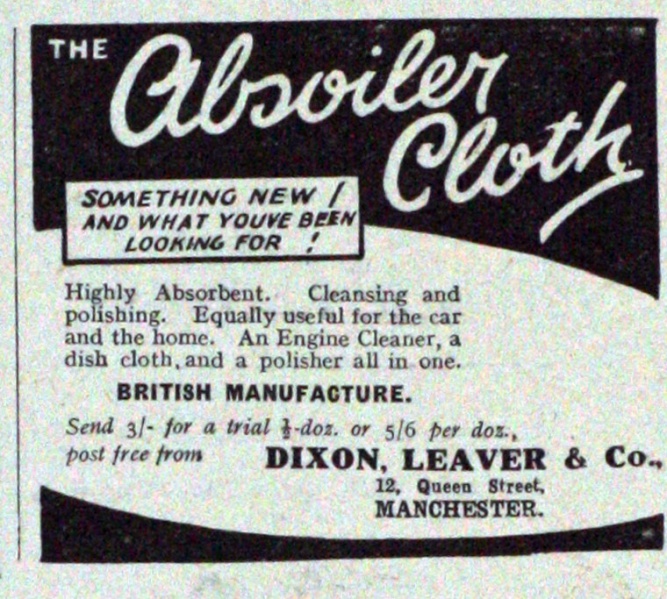 THE Absoiler
Cloth
SOMETHING NEW !
AND WHAT YOUVE BEEN
LOOKING FOR !
Highly Absorbent. Cleansing and
polishing. Equally useful for the car
and the home. An Engine Cleaner, a
dish cloth, and a polisher all in one.
BRITISH MANUFACTURE.
Send 3/- for a trial ½-doz. or 5/6 per doz.,
post free from DIXON, LEAVER & Co.,
12, Queen Street,
MANCHESTER.